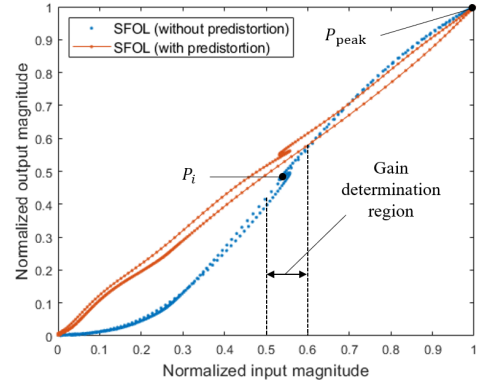 1
0.9
0.8
0.7
0.6
0.5
0.4
0.3
0.2
0.1
0
Normalized output magnitude
SFOL (without predistortion)
SFOL (with predistortion)
P_peak
P_i
Gain
determination
region
0 0.1 0.2 0.3 0.4 0.5 0.6 0.7 0.8 0.9 1
Normalized input magnitude